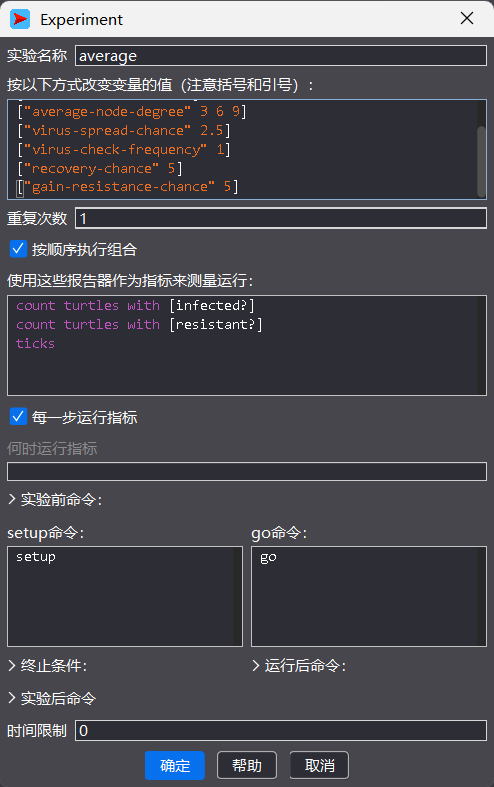 Experiment
实验名称 average
按以下方式改变变量的值（注意括号和引号）：
["average-node-degree" 3 6 9]
["virus-spread-chance" 2.5]
["virus-check-frequency" 1]
["recovery-chance" 5]
["gain-resistance-chance" 5]
重复次数 1
按顺序执行组合
使用这些报告器作为指标来测量运行：
count turtles with [infected?]
count turtles with [resistant?]
ticks
每一步运行指标
何时运行指标
实验前命令：
setup命令： go命令：
setup go
终止条件： 运行后命令：
实验后命令
时间限制 0
确定 帮助 取消